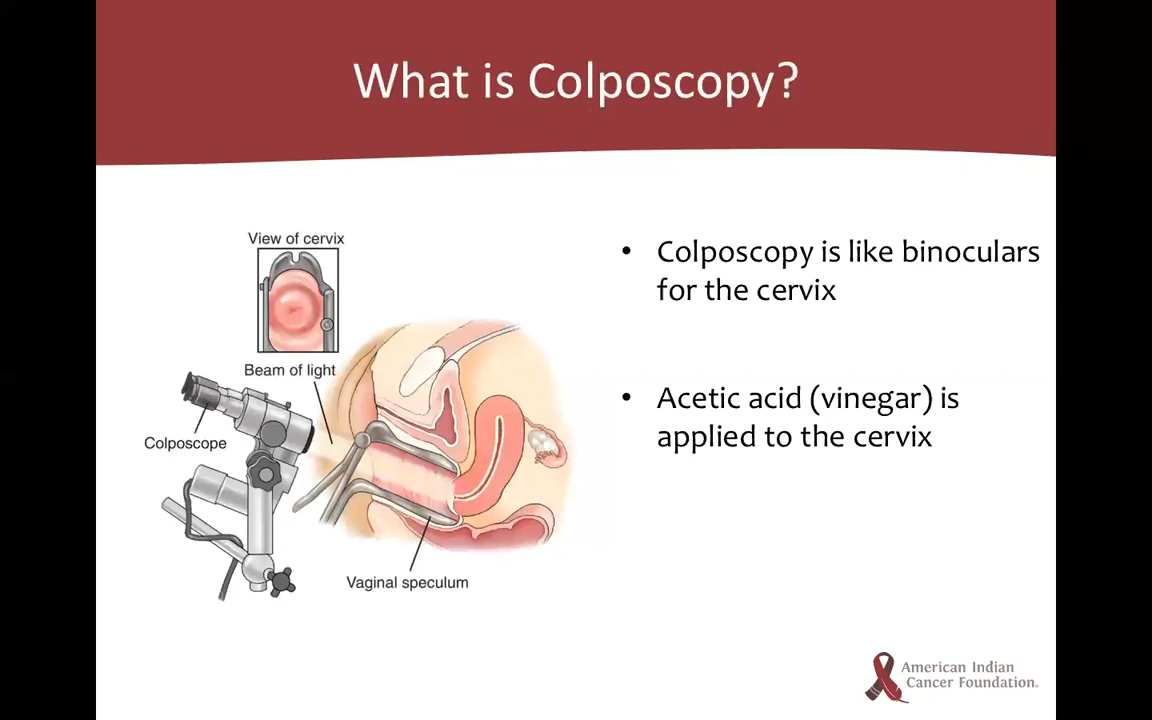 What is Colposcopy?
View of cervix
Beam of light
Colposcope
Vaginal speculum
• Colposcopy is like binoculars
for the cervix
• Acetic acid (vinegar) is
applied to the cervix
American Indian
Cancer Foundation.